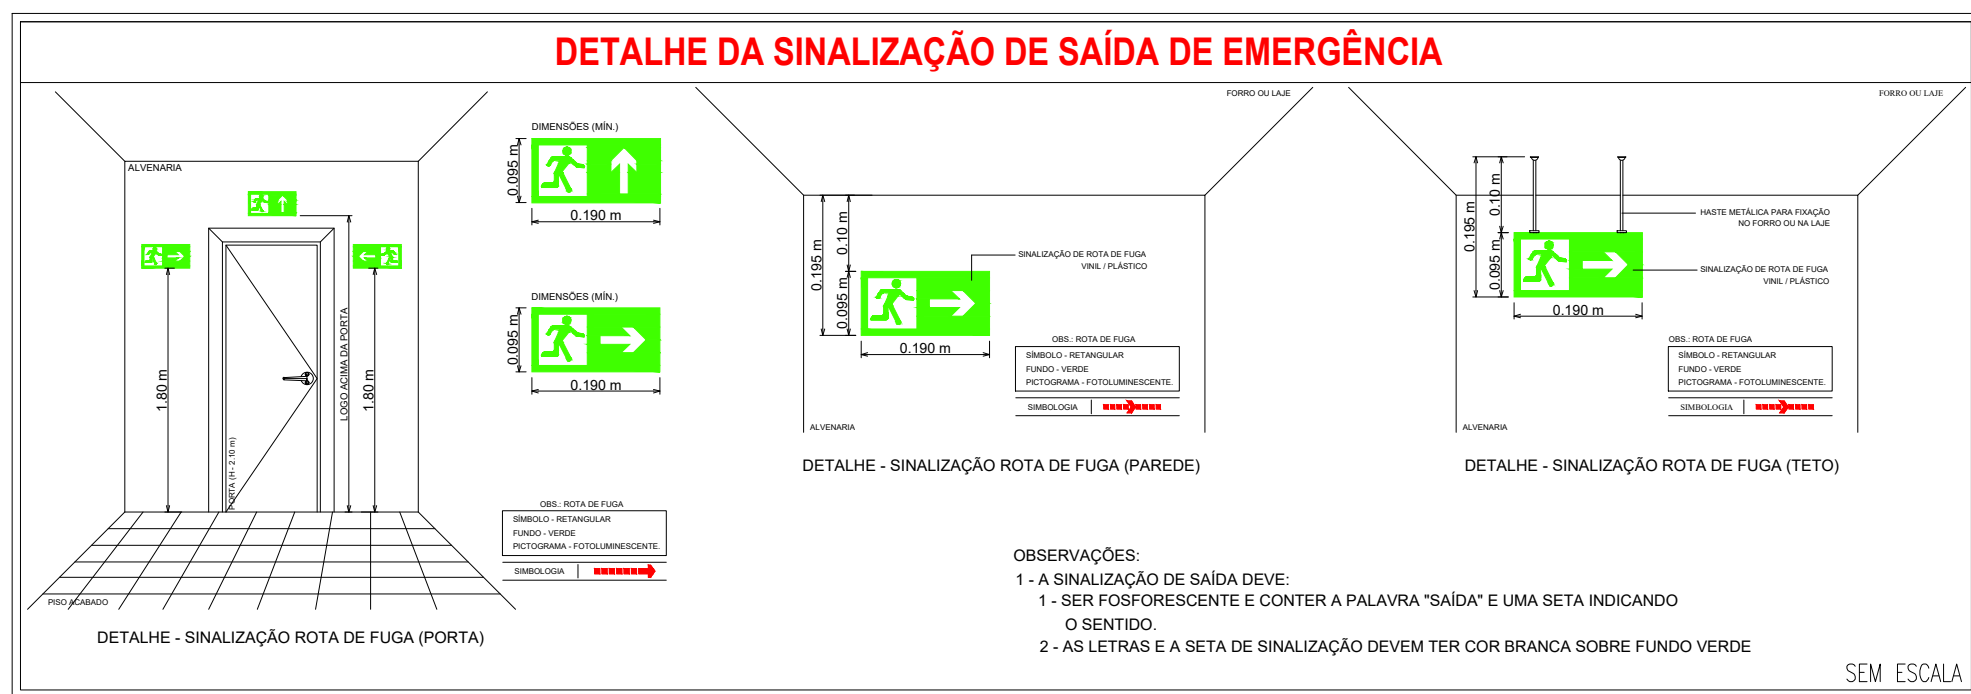 DETALHE DA SINALIZAÇÃO DE SAÍDA DE EMERGÊNCIA
ALVENARIA
1.80 m
PORTA (H - 2.10 m)
LOGO ACIMA DA PORTA
1.80 m
PISO ACABADO
DETALHE - SINALIZAÇÃO ROTA DE FUGA (PORTA)
DIMENSÕES (MÍN.)
0.095 m
0.190 m
DIMENSÕES (MÍN.)
0.095 m
0.190 m
OBS.: ROTA DE FUGA
SÍMBOLO - RETANGULAR
FUNDO - VERDE
PICTOGRAMA - FOTOLUMINESCENTE.
SIMBOLOGIA
FORRO OU LAJE
0.195 m
0.10 m
0.095 m
0.190 m
SINALIZAÇÃO DE ROTA DE FUGA
VINIL / PLÁSTICO
OBS.: ROTA DE FUGA
SÍMBOLO - RETANGULAR
FUNDO - VERDE
PICTOGRAMA - FOTOLUMINESCENTE.
SIMBOLOGIA
ALVENARIA
DETALHE - SINALIZAÇÃO ROTA DE FUGA (PAREDE)
FORRO OU LAJE
0.195 m
0.10 m
0.095 m
0.190 m
HASTE METÁLICA PARA FIXAÇÃO
NO FORRO OU NA LAJE
SINALIZAÇÃO DE ROTA DE FUGA
VINIL / PLÁSTICO
OBS.: ROTA DE FUGA
SÍMBOLO - RETANGULAR
FUNDO - VERDE
PICTOGRAMA - FOTOLUMINESCENTE.
SIMBOLOGIA
ALVENARIA
DETALHE - SINALIZAÇÃO ROTA DE FUGA (TETO)
OBSERVAÇÕES:
1 - A SINALIZAÇÃO DE SAÍDA DEVE:
1 - SER FOSFORESCENTE E CONTER A PALAVRA "SAÍDA" E UMA SETA INDICANDO
O SENTIDO.
2 - AS LETRAS E A SETA DE SINALIZAÇÃO DEVEM TER COR BRANCA SOBRE FUNDO VERDE
SEM ESCALA